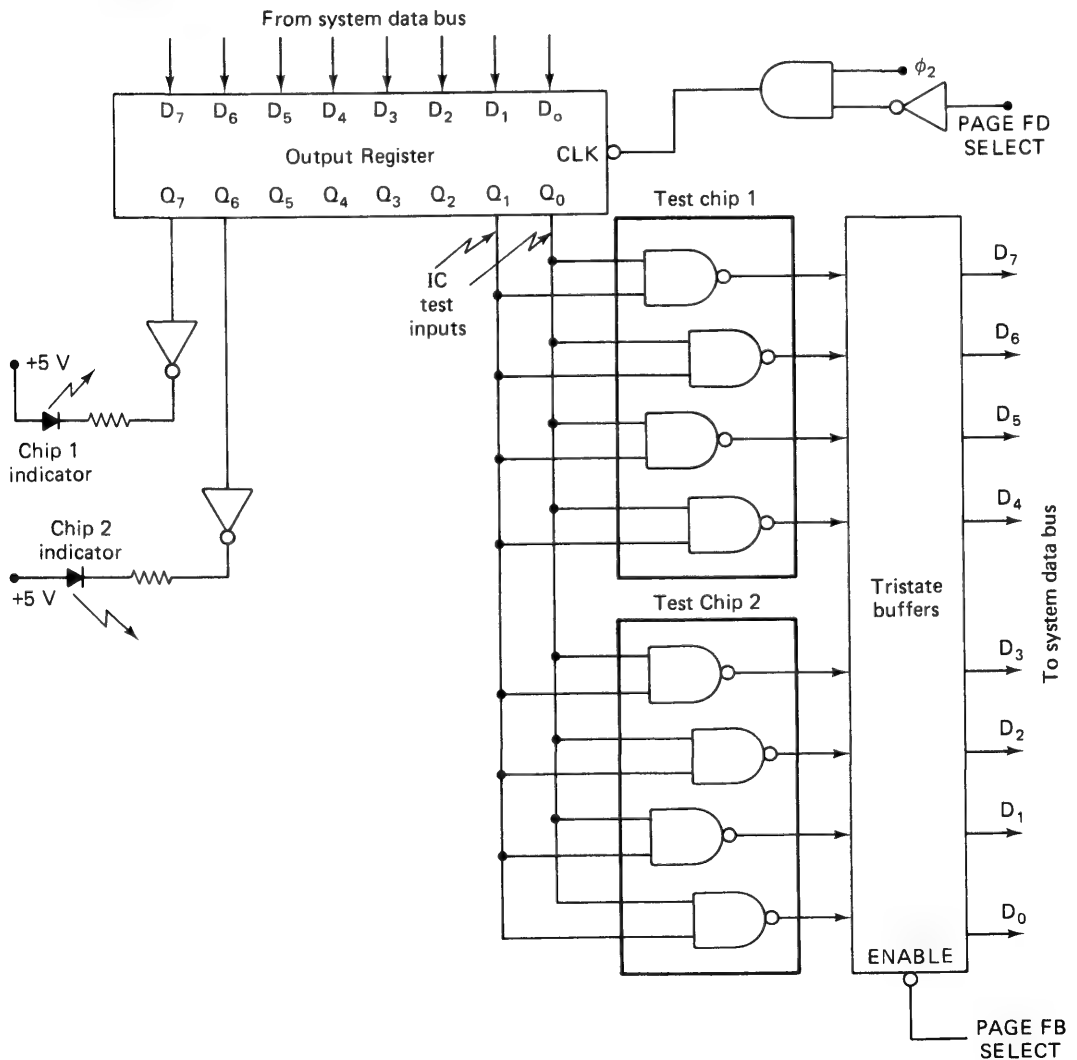 From system data bus
D7 D6 D5 D4 D3 D2 D1 Do
ϕ2
PAGE FD
SELECT
Output Register
CLK
Q7 Q6 Q5 Q4 Q3 Q2 Q1 Q0
IC
test
inputs
Test chip 1
+5 V
Chip 1
indicator
Chip 2
indicator
+5 V
Test Chip 2
Tristate
buffers
ENABLE
D7
D6
D5
D4
D3
D2
D1
D0
To system data bus
PAGE FB
SELECT